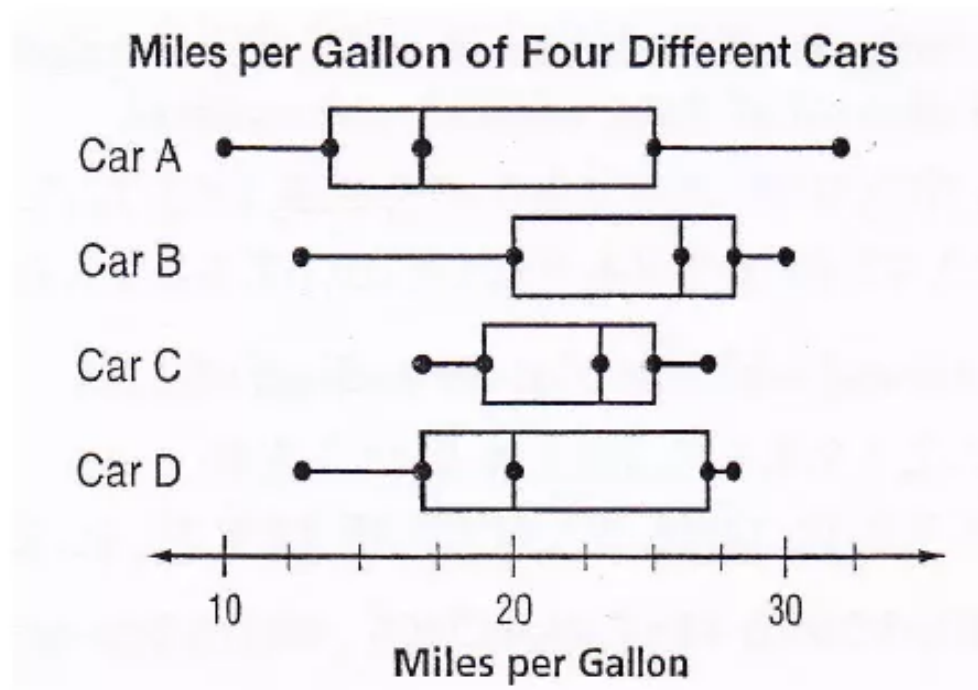 Miles per Gallon of Four Different Cars
Car A
Car B
Car C
Car D
10 20 30
Miles per Gallon